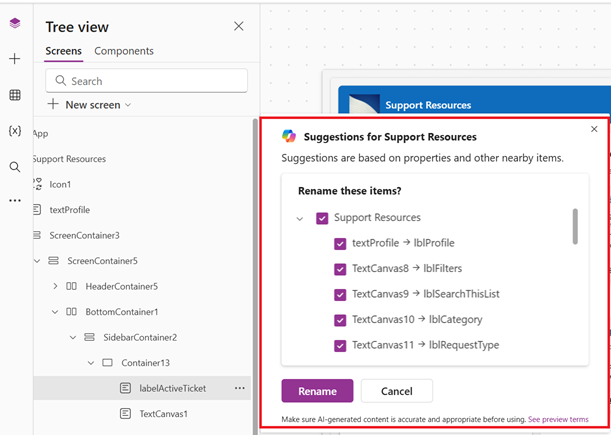 Tree view
Screens
Components
Search
New screen
App
Support Resources
Icon1
textProfile
ScreenContainer3
ScreenContainer5
HeaderContainer5
BottomContainer1
SidebarContainer2
Container13
labelActiveTicket
TextCanvas1
Support Resources
Suggestions for Support Resources
Suggestions are based on properties and other nearby items.
Rename these items?
Support Resources
textProfile → lblProfile
TextCanvas8 → lblFilters
TextCanvas9 → lblSearchThisList
TextCanvas10 → lblCategory
TextCanvas11 → lblRequestType
Rename
Cancel
Make sure AI-generated content is accurate and appropriate before using. See preview terms